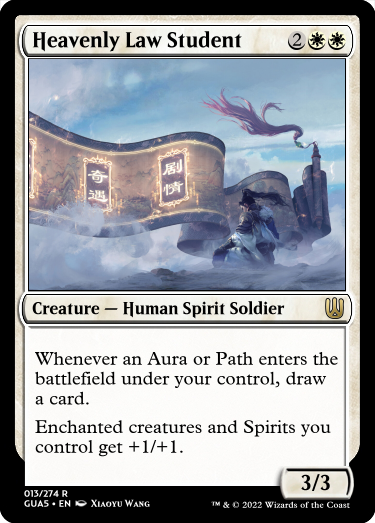 Heavenly Law Student 2
奇遇
剧情
Creature — Human Spirit Soldier
Whenever an Aura or Path enters the
battlefield under your control, draw
a card.
Enchanted creatures and Spirits you
control get +1/+1.
3/3
013/274 R
GUA5 • EN XIAOYU WANG
™ & © 2022 Wizards of the Coast